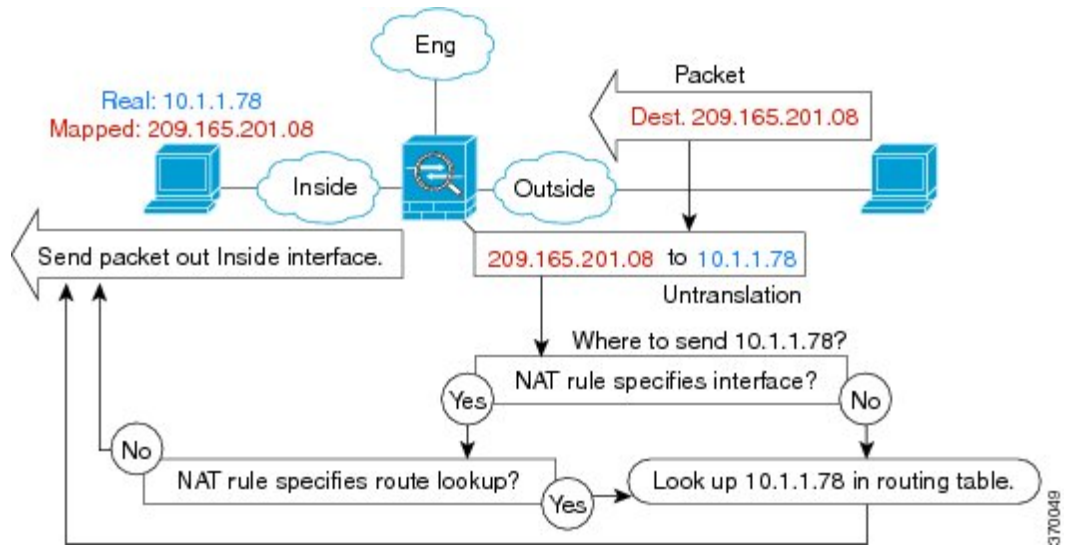 Eng
Packet
Real: 10.1.1.78
Mapped: 209.165.201.08
Dest. 209.165.201.08
Inside
Outside
Send packet out Inside interface.
209.165.201.08 to 10.1.1.78
Untranslation
Where to send 10.1.1.78?
NAT rule specifies interface?
Yes
No
No
NAT rule specifies route lookup?
Yes
Look up 10.1.1.78 in routing table.
370049